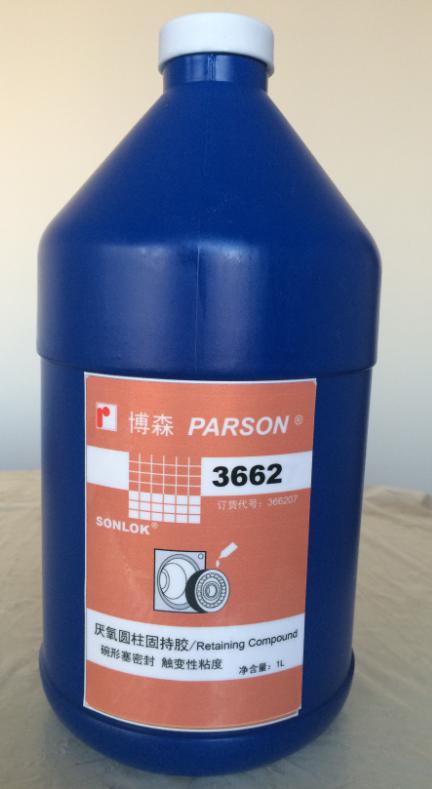 博森 PARSON®
3662
订货代号：366207
SONLOK®
厌氧圆柱固持胶/Retaining Compound
碗形塞密封 触变性粘度 净含量：1L